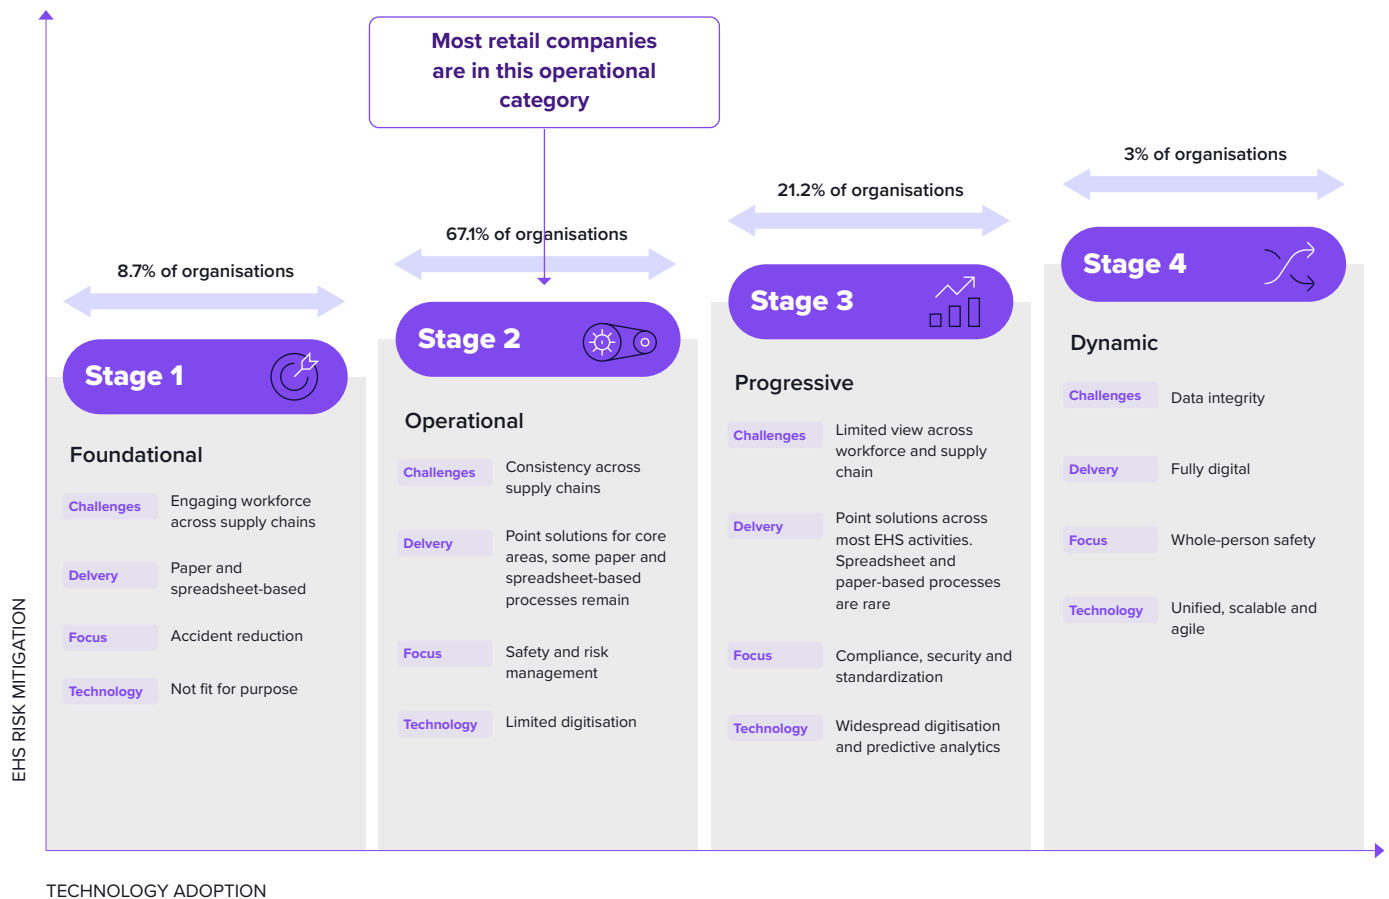 Most retail companies
are in this operational
category
8.7% of organisations
67.1% of organisations
21.2% of organisations
3% of organisations
Stage 1
Foundational
Challenges
Engaging workforce
across supply chains
Delvery
Paper and
spreadsheet-based
Focus
Accident reduction
Technology
Not fit for purpose
Stage 2
Operational
Challenges
Consistency across
supply chains
Delvery
Point solutions for core
areas, some paper and
spreadsheet-based
processes remain
Focus
Safety and risk
management
Technology
Limited digitisation
Stage 3
Progressive
Challenges
Limited view across
workforce and supply
chain
Delvery
Point solutions across
most EHS activities.
Spreadsheet and
paper-based processes
are rare
Focus
Compliance, security and
standardization
Technology
Widespread digitisation
and predictive analytics
Stage 4
Dynamic
Challenges
Data integrity
Delvery
Fully digital
Focus
Whole-person safety
Technology
Unified, scalable and
agile
EHS RISK MITIGATION
TECHNOLOGY ADOPTION